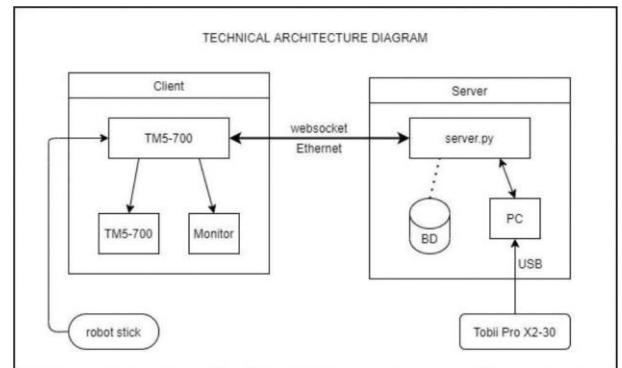 TECHNICAL ARCHITECTURE DIAGRAM
Client
Server
TM5-700
websocket
Ethernet
server.py
TM5-700
Monitor
BD
PC
USB
robot stick
Tobii Pro X2-30